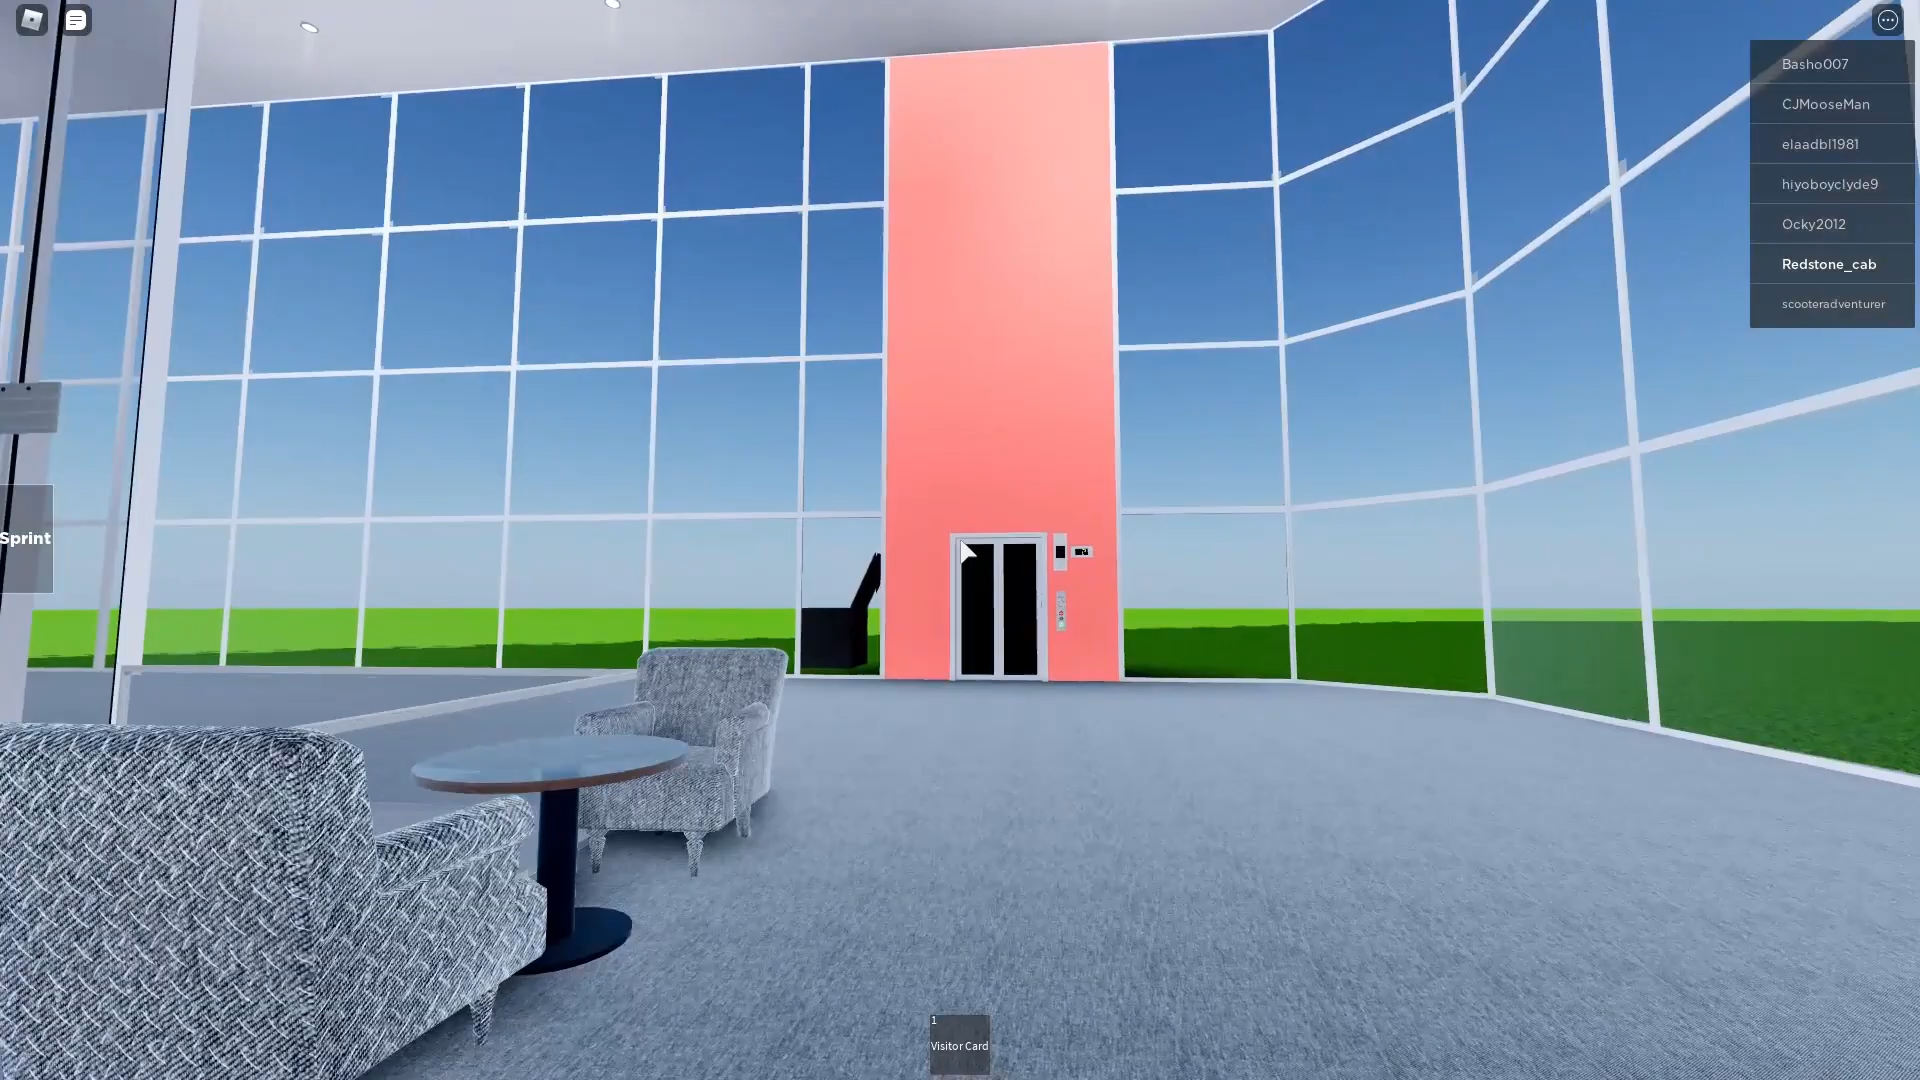 Basho007
CJMooseMan
elaadbl1981
hiyoboyclyde9
Ocky2012
Redstone_cab
scooteradventurer
Sprint
1
Visitor Card